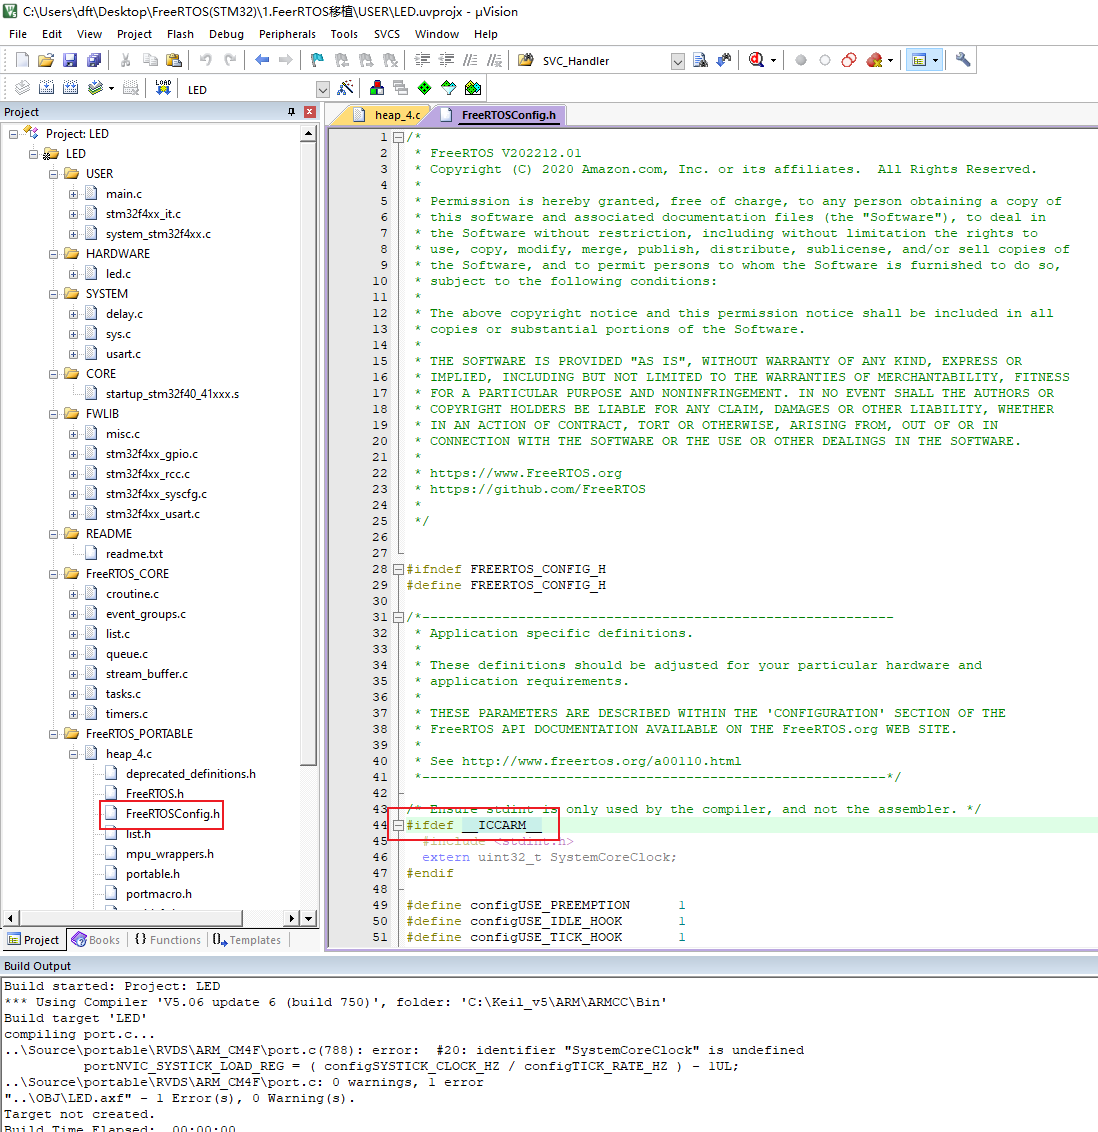 C:\Users\dft\Desktop\FreeRTOS(STM32)\1.FeerRTOS移植\USER\LED.uvprojx - µVision
File Edit View Project Flash Debug Peripherals Tools SVCS Window Help
SVC_Handler
LOAD LED
Project
heap_4.c FreeRTOSConfig.h
Project: LED
LED
USER
main.c
stm32f4xx_it.c
system_stm32f4xx.c
HARDWARE
led.c
SYSTEM
delay.c
sys.c
usart.c
CORE
startup_stm32f40_41xxx.s
FWLIB
misc.c
stm32f4xx_gpio.c
stm32f4xx_rcc.c
stm32f4xx_syscfg.c
stm32f4xx_usart.c
README
readme.txt
FreeRTOS_CORE
croutine.c
event_groups.c
list.c
queue.c
stream_buffer.c
tasks.c
timers.c
FreeRTOS_PORTABLE
heap_4.c
deprecated_definitions.h
FreeRTOS.h
FreeRTOSConfig.h
list.h
mpu_wrappers.h
portable.h
portmacro.h
Project Books {} Functions Templates
1 /*
2 * FreeRTOS V202212.01
3 * Copyright (C) 2020 Amazon.com, Inc. or its affiliates.  All Rights Reserved.
4 *
5 * Permission is hereby granted, free of charge, to any person obtaining a copy of
6 * this software and associated documentation files (the "Software"), to deal in
7 * the Software without restriction, including without limitation the rights to
8 * use, copy, modify, merge, publish, distribute, sublicense, and/or sell copies of
9 * the Software, and to permit persons to whom the Software is furnished to do so,
10 * subject to the following conditions:
11 *
12 * The above copyright notice and this permission notice shall be included in all
13 * copies or substantial portions of the Software.
14 *
15 * THE SOFTWARE IS PROVIDED "AS IS", WITHOUT WARRANTY OF ANY KIND, EXPRESS OR
16 * IMPLIED, INCLUDING BUT NOT LIMITED TO THE WARRANTIES OF MERCHANTABILITY, FITNESS
17 * FOR A PARTICULAR PURPOSE AND NONINFRINGEMENT. IN NO EVENT SHALL THE AUTHORS OR
18 * COPYRIGHT HOLDERS BE LIABLE FOR ANY CLAIM, DAMAGES OR OTHER LIABILITY, WHETHER
19 * IN AN ACTION OF CONTRACT, TORT OR OTHERWISE, ARISING FROM, OUT OF OR IN
20 * CONNECTION WITH THE SOFTWARE OR THE USE OR OTHER DEALINGS IN THE SOFTWARE.
21 *
22 * https://www.FreeRTOS.org
23 * https://github.com/FreeRTOS
24 *
25 */
26
27
28 #ifndef FREERTOS_CONFIG_H
29 #define FREERTOS_CONFIG_H
30
31 /*-----------------------------------------------------------
32 * Application specific definitions.
33 *
34 * These definitions should be adjusted for your particular hardware and
35 * application requirements.
36 *
37 * THESE PARAMETERS ARE DESCRIBED WITHIN THE 'CONFIGURATION' SECTION OF THE
38 * FreeRTOS API DOCUMENTATION AVAILABLE ON THE FreeRTOS.org WEB SITE.
39 *
40 * See http://www.freertos.org/a00110.html
41 *----------------------------------------------------------*/
42
43 /* Ensure stdint is only used by the compiler, and not the assembler. */
44 #ifdef __ICCARM__
45 #include <stdint.h>
46 extern uint32_t SystemCoreClock;
47 #endif
48
49 #define configUSE_PREEMPTION 1
50 #define configUSE_IDLE_HOOK 1
51 #define configUSE_TICK_HOOK 1
Build Output
Build started: Project: LED
*** Using Compiler 'V5.06 update 6 (build 750)', folder: 'C:\Keil_v5\ARM\ARMCC\Bin'
Build target 'LED'
compiling port.c...
..\Source\portable\RVDS\ARM_CM4F\port.c(788): error:  #20: identifier "SystemCoreClock" is undefined
portNVIC_SYSTICK_LOAD_REG = ( configSYSTICK_CLOCK_HZ / configTICK_RATE_HZ ) - 1UL;
..\Source\portable\RVDS\ARM_CM4F\port.c: 0 warnings, 1 error
"..\OBJ\LED.axf" - 1 Error(s), 0 Warning(s).
Target not created.
Build Time Elapsed:  00:00:00